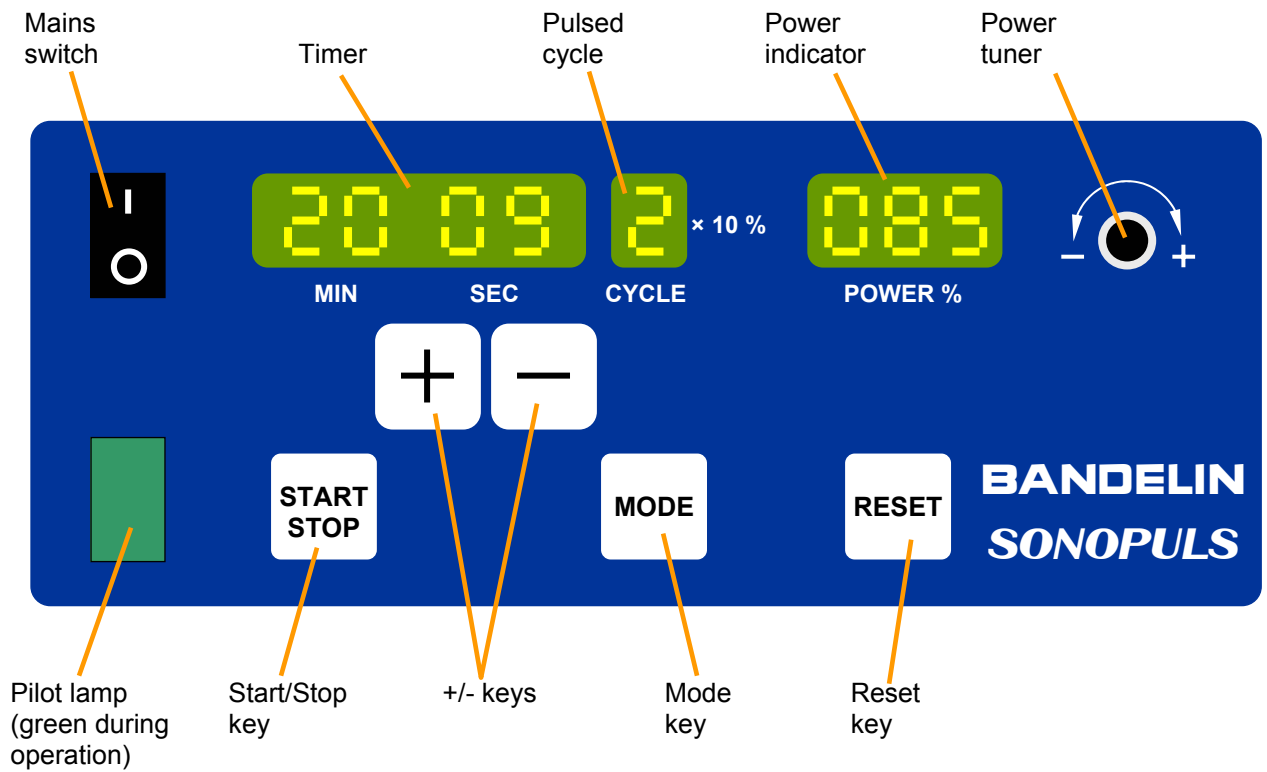 Mains
switch
Timer
Pulsed
cycle
Power
indicator
Power
tuner
I
O
20 09
2
× 10 %
085
− +
MIN
SEC
CYCLE
POWER %
+ −
START
STOP
MODE
RESET
BANDELIN
SONOPULS
Pilot lamp
(green during
operation)
Start/Stop
key
+/- keys
Mode
key
Reset
key